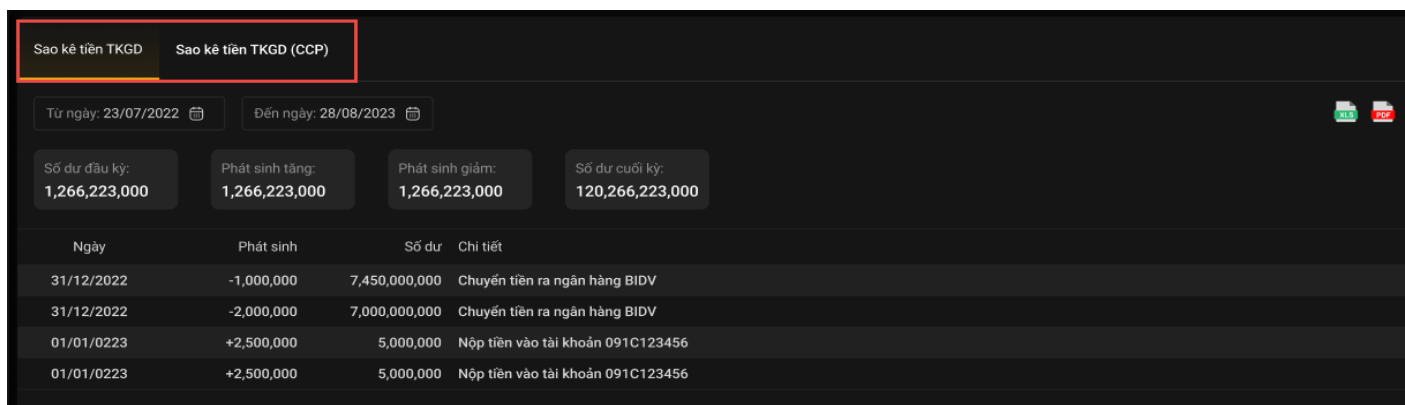 Sao kê tiền TKGD Sao kê tiền TKGD (CCP)
Từ ngày: 23/07/2022 Đến ngày: 28/08/2023 XLS PDF
Số dư đầu kỳ: Phát sinh tăng: Phát sinh giảm: Số dư cuối kỳ:
1,266,223,000 1,266,223,000 1,266,223,000 120,266,223,000
Ngày Phát sinh Số dư Chi tiết
31/12/2022 -1,000,000 7,450,000,000 Chuyển tiền ra ngân hàng BIDV
31/12/2022 -2,000,000 7,000,000,000 Chuyển tiền ra ngân hàng BIDV
01/01/0223 +2,500,000 5,000,000 Nộp tiền vào tài khoản 091C123456
01/01/0223 +2,500,000 5,000,000 Nộp tiền vào tài khoản 091C123456